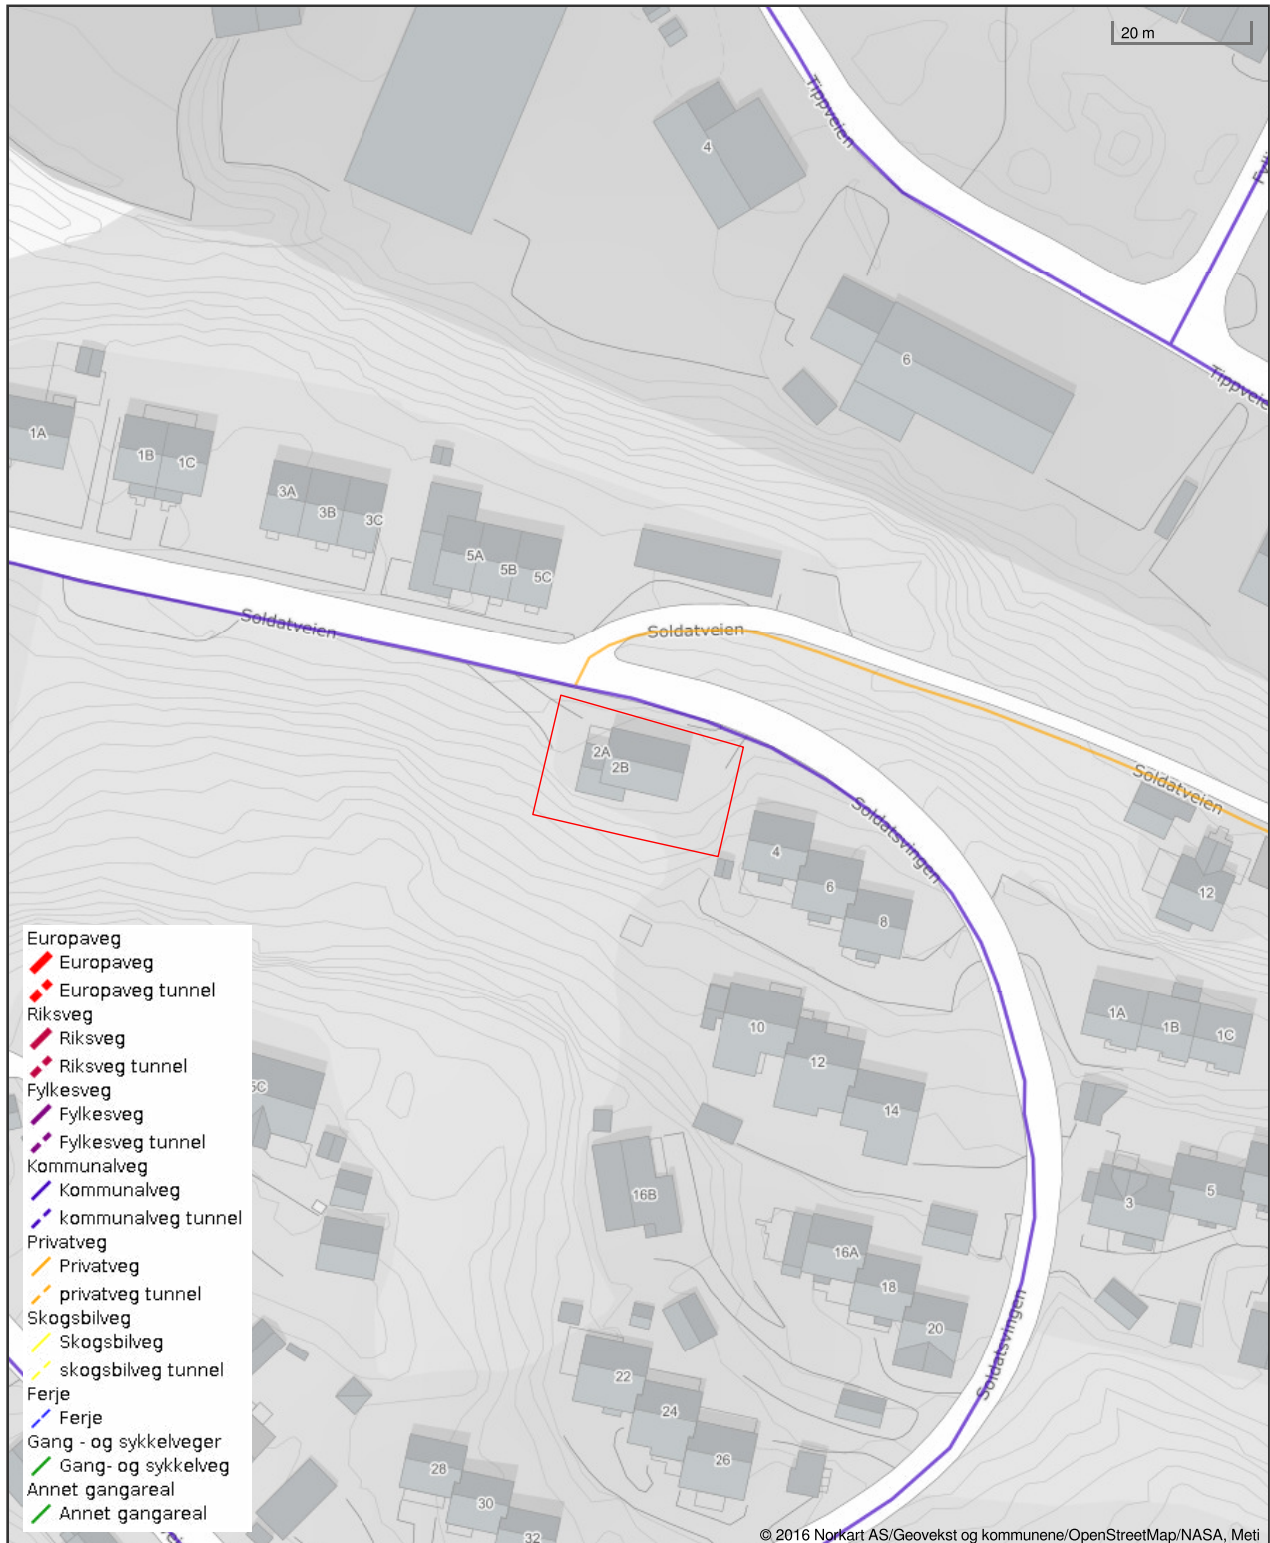 20 m
Tippveien
4
6
1A
1B
1C
3A
3B
3C
5A
5B
5C
Soldatveien
Soldatveien
2A
2B
Soldatveien
Soldatsvingen
4
6
8
12
10
12
14
1A
1B
1C
5C
16B
3
5
16A
18
20
Soldatsvingen
22
24
26
28
30
32
Europaveg
Europaveg
Europaveg tunnel
Riksveg
Riksveg
Riksveg tunnel
Fylkesveg
Fylkesveg
Fylkesveg tunnel
Kommunalveg
Kommunalveg
kommunalveg tunnel
Privatveg
Privatveg
privatveg tunnel
Skogsbilveg
Skogsbilveg
skogsbilveg tunnel
Ferje
Ferje
Gang - og sykkelveger
Gang- og sykkelveg
Annet gangareal
Annet gangareal
© 2016 Norkart AS/Geovekst og kommunene/OpenStreetMap/NASA, Meti